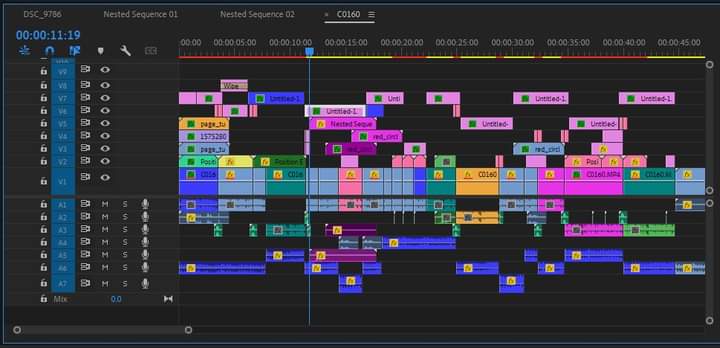 DSC_9786 Nested Sequence 01 Nested Sequence 02 × C0160 ≡
00:00:11:19
:00:00 00:00:05:00 00:00:10:00 00:00:15:00 00:00:20:00 00:00:25:00 00:00:30:00 00:00:35:00 00:00:40:00 00:00:45:00
V9
V8 Wipe
V7 Untitled-1. Unti Untitled-1. Untitled-1.
V6 Untitled-1.
V5 page_tu Nested Seque Untitled- Untitled-
V4 1575280 red_circl
V3 page_tu red_circl red_circl
V2 Positi Position E Posi
V1 C016 C016 C0160 C0160.MP4 C0160.M
A1 M S
A2 M S
A3 M S
A4 M S
A5 M S
A6 M S
A7 M S
Mix 0.0